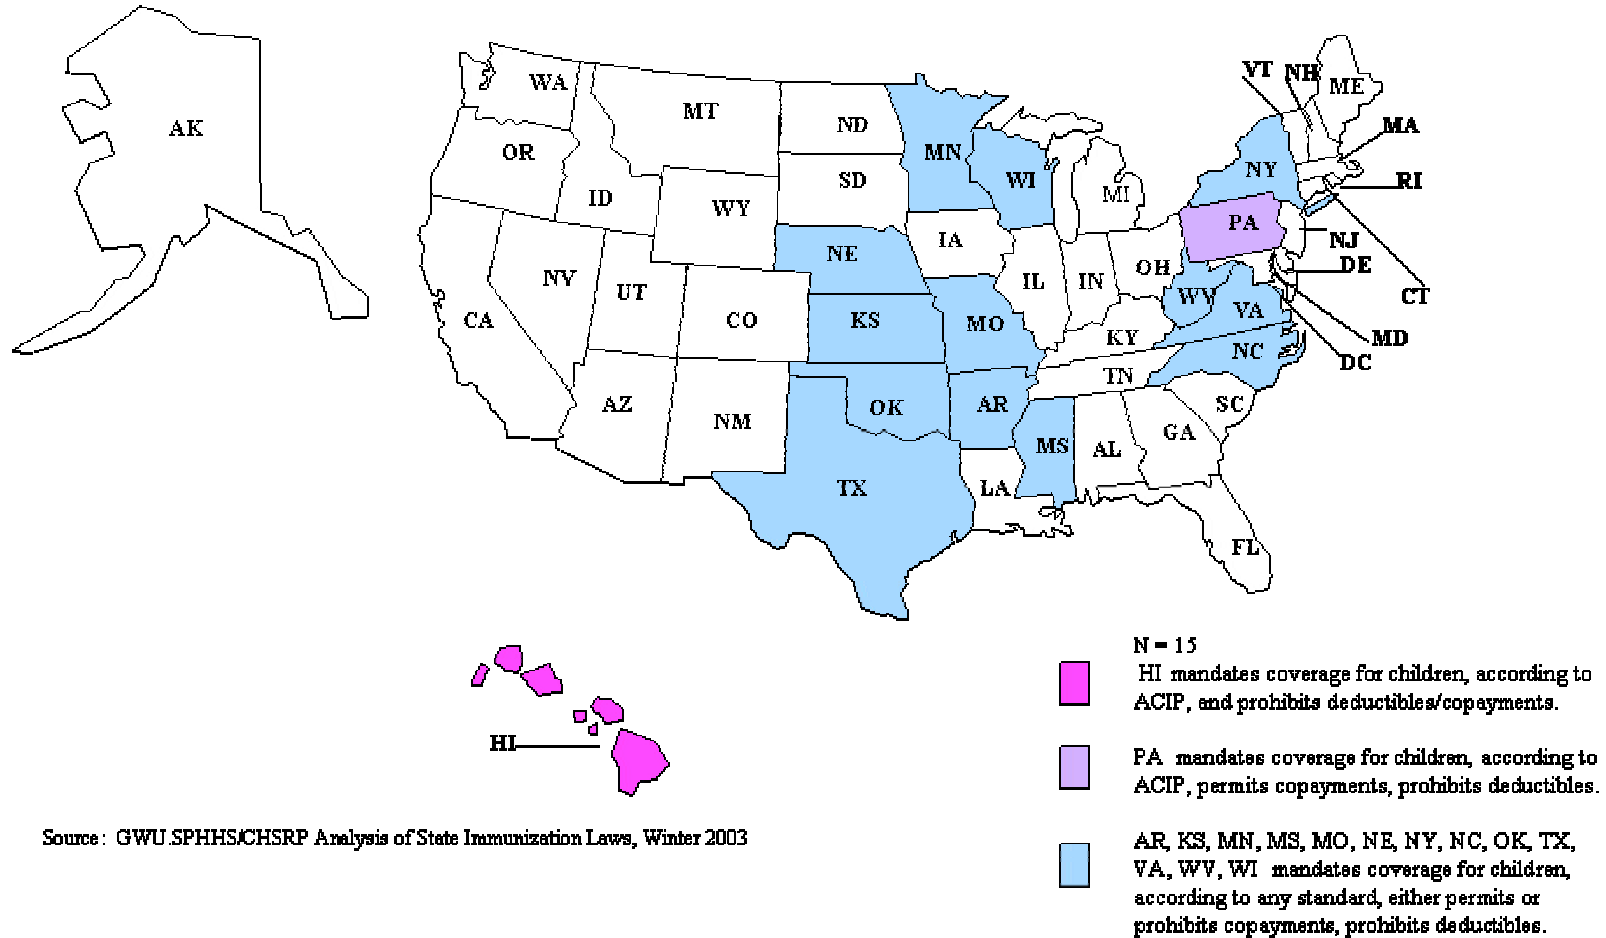 VT NH
ME
WA
MT
ND
AK
MA
OR
MN
SD
WI
NY
RI
ID
WY
MI
PA
IA
NJ
NE
OH
DE
NV
UT
IL
IN
WV
CT
CA
CO
KS
MO
VA
KY
MD
NC
DC
TN
AZ
NM
OK
AR
SC
GA
MS
AL
TX
LA
FL
HI
N = 15
HI mandates coverage for children, according to
ACIP, and prohibits deductibles/copayments.
PA mandates coverage for children, according to
ACIP, permits copayments, prohibits deductibles.
AR, KS, MN, MS, MO, NE, NY, NC, OK, TX,
VA, WV, WI mandates coverage for children,
according to any standard, either permits or
prohibits copayments, prohibits deductibles.
Source: GWU.SPHHS/CHSRP Analysis of State Immunization Laws, Winter 2003